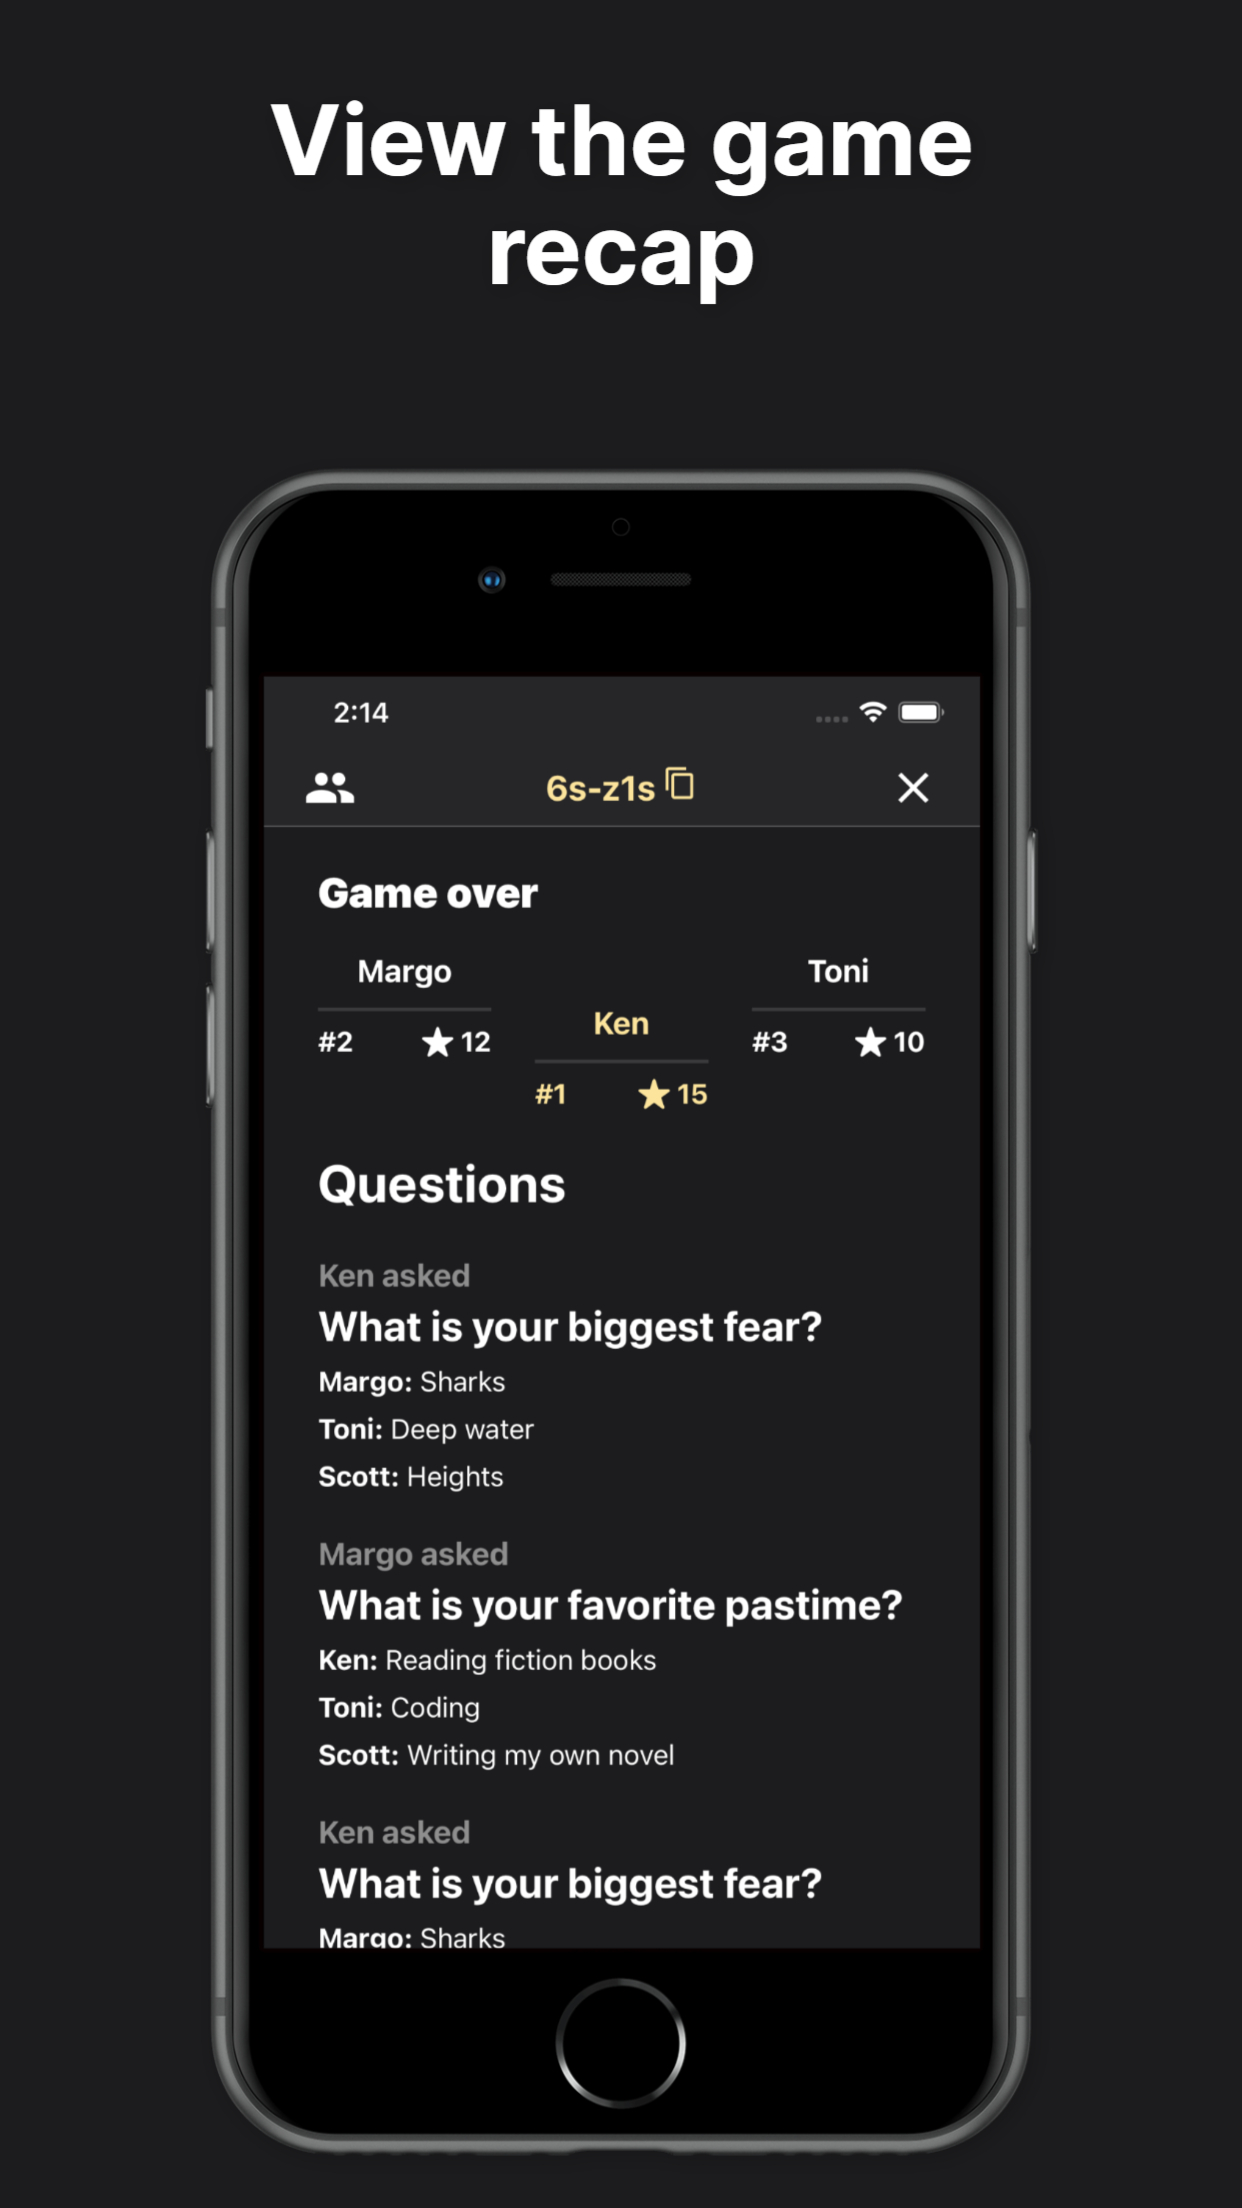 View the game
recap
2:14
6s-z1s
Game over
Margo
#2 ★ 12
Ken
#1 ★ 15
Toni
#3 ★ 10
Questions
Ken asked
What is your biggest fear?
Margo: Sharks
Toni: Deep water
Scott: Heights
Margo asked
What is your favorite pastime?
Ken: Reading fiction books
Toni: Coding
Scott: Writing my own novel
Ken asked
What is your biggest fear?
Margo: Sharks